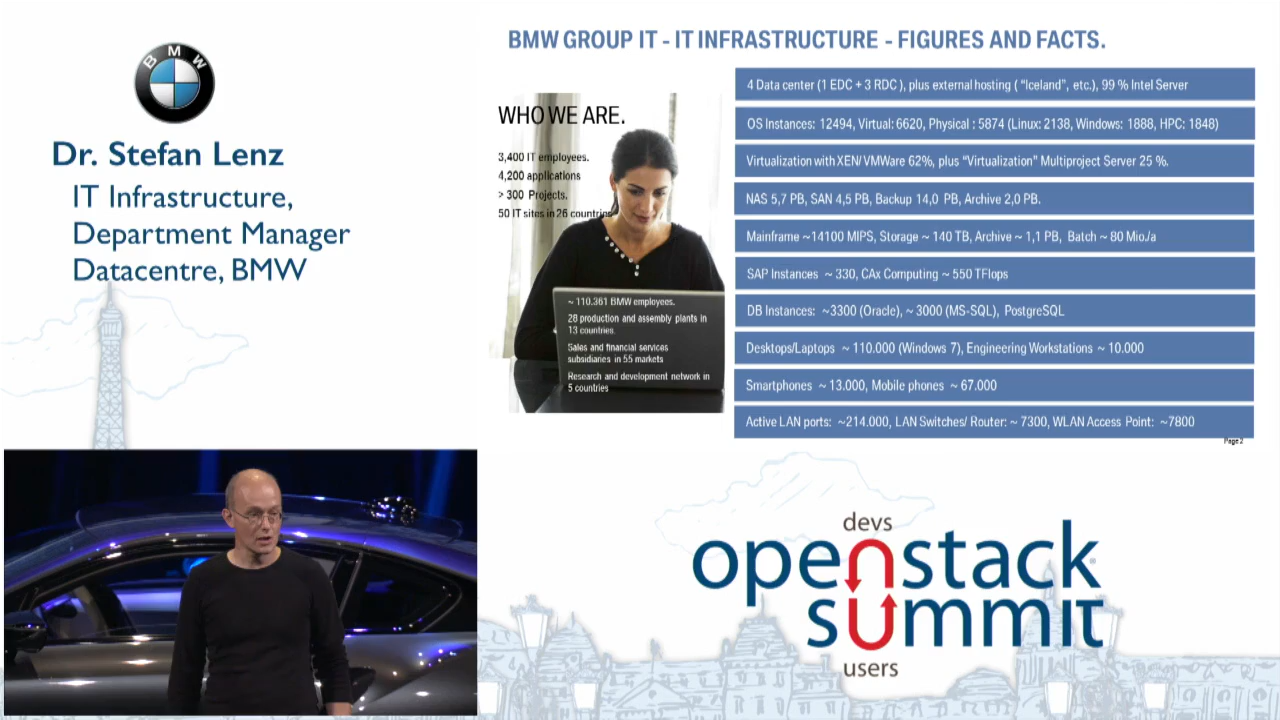 BMW
Dr. Stefan Lenz
IT Infrastructure,
Department Manager
Datacentre, BMW
BMW GROUP IT - IT INFRASTRUCTURE - FIGURES AND FACTS.
WHO WE ARE.
3,400 IT employees.
4,200 applications
> 300 Projects.
50 IT sites in 26 countries
~ 110.361 BMW employees.
28 production and assembly plants in
13 countries.
Sales and financial services
subsidiaries in 55 markets
Research and development network in
5 countries
4 Data center (1 EDC + 3 RDC ), plus external hosting ( “Iceland”, etc.), 99 % Intel Server
OS Instances: 12494, Virtual: 6620, Physical : 5874 (Linux: 2138, Windows: 1888, HPC: 1848)
Virtualization with XEN/ VMWare 62%, plus “Virtualization” Multiproject Server 25 %.
NAS 5,7 PB, SAN 4,5 PB, Backup 14,0 PB, Archive 2,0 PB.
Mainframe ~14100 MIPS, Storage ~ 140 TB, Archive ~ 1,1 PB, Batch ~ 80 Mio./a
SAP Instances ~ 330, CAx Computing ~ 550 TFlops
DB Instances: ~3300 (Oracle), ~ 3000 (MS-SQL), PostgreSQL
Desktops/Laptops ~ 110.000 (Windows 7), Engineering Workstations ~ 10.000
Smartphones ~ 13.000, Mobile phones ~ 67.000
Active LAN ports: ~214.000, LAN Switches/ Router: ~ 7300, WLAN Access Point: ~7800
Page 2
devs
openstack
summit
users